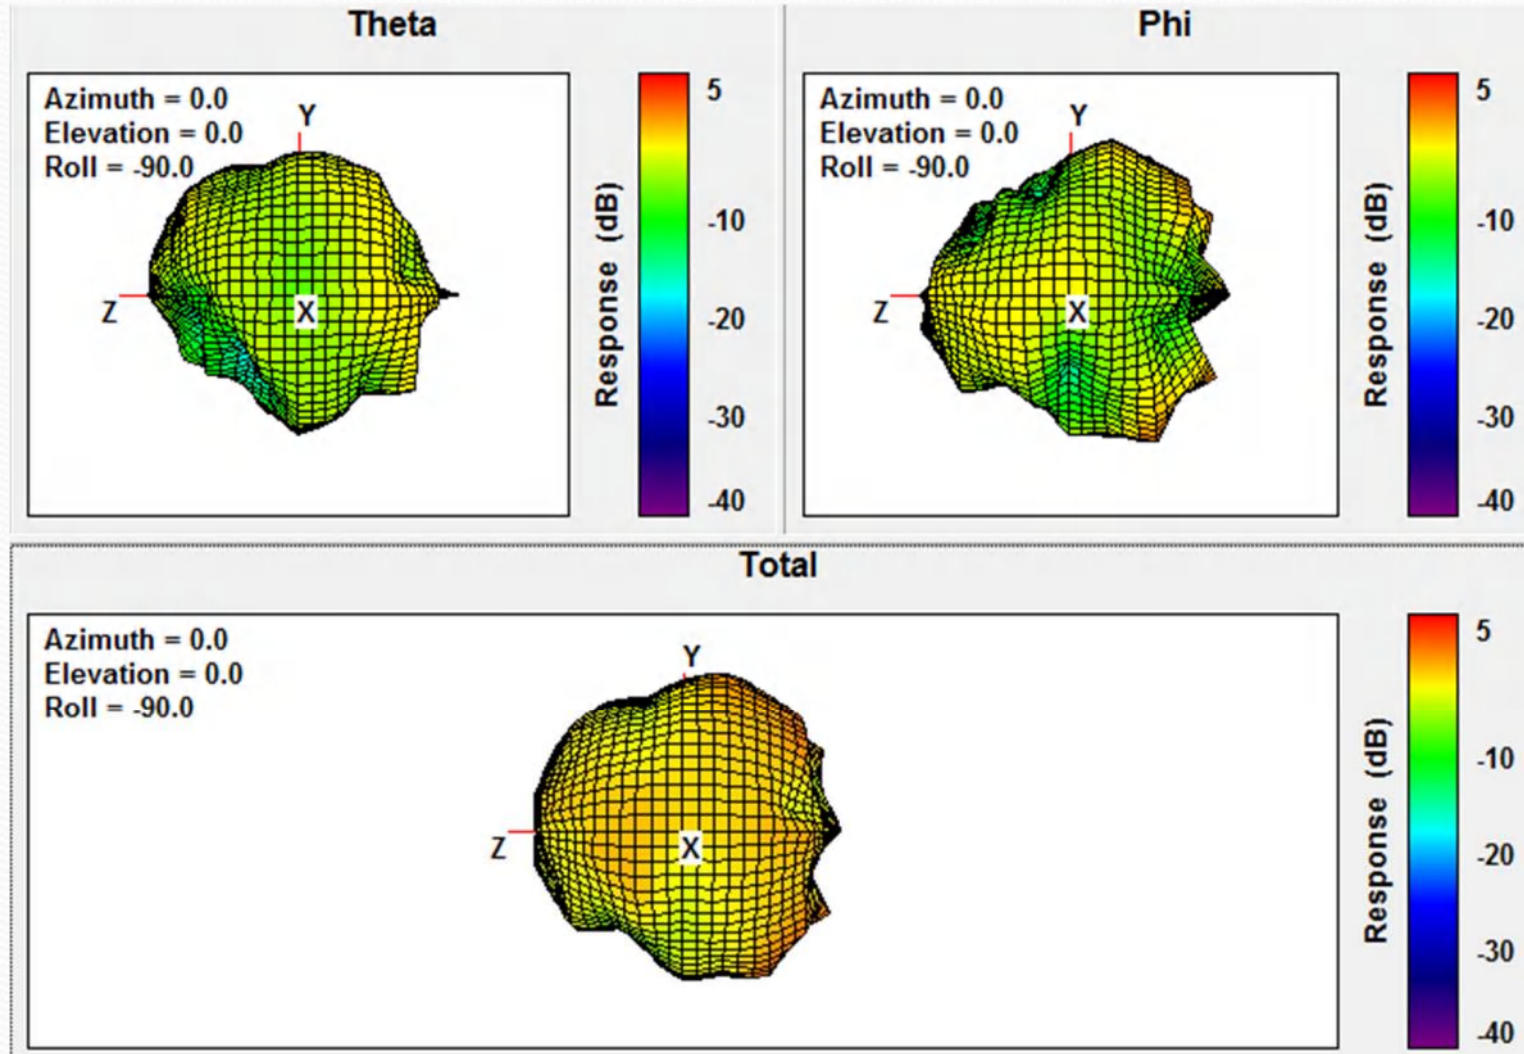 Theta
Azimuth = 0.0
Elevation = 0.0
Roll = -90.0
Y
Z
X
Response (dB)
5
-10
-20
-30
-40
Phi
Azimuth = 0.0
Elevation = 0.0
Roll = -90.0
Y
Z
X
Response (dB)
5
-10
-20
-30
-40
Total
Azimuth = 0.0
Elevation = 0.0
Roll = -90.0
Y
Z
X
Response (dB)
5
-10
-20
-30
-40